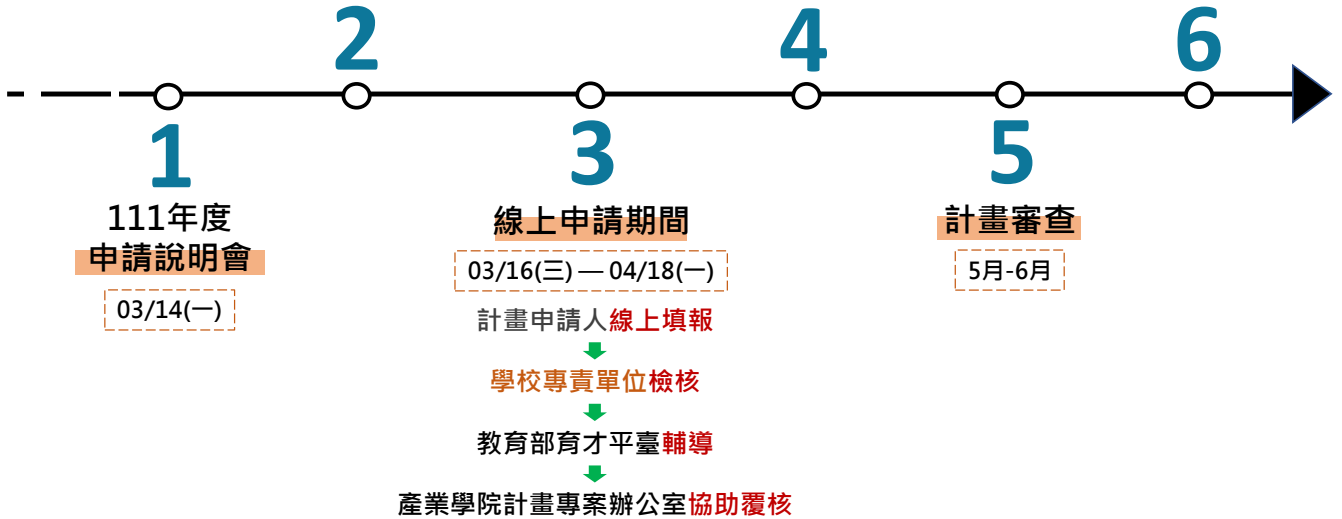 2
4
6
1
3
5
111年度
申請說明會
03/14(一)
線上申請期間
03/16(三) — 04/18(一)
計畫申請人線上填報
學校專責單位檢核
教育部育才平臺輔導
產業學院計畫專案辦公室協助覆核
計畫審查
5月-6月